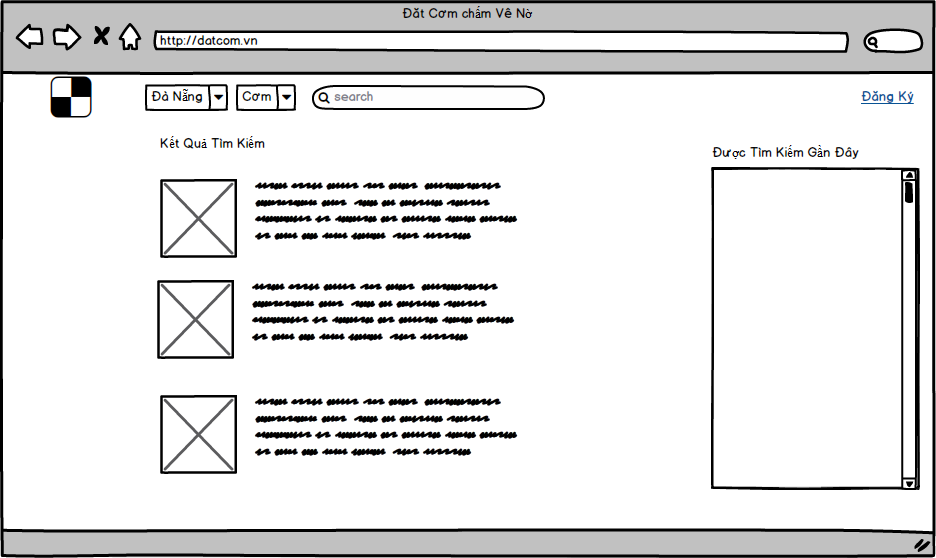 Đăt Cơm chấm Vê Nờ
http://datcom.vn
Đà Nẵng
Cơm
search
Đăng Ký
Kết Quả Tìm Kiếm
Được Tìm Kiếm Gần Đây